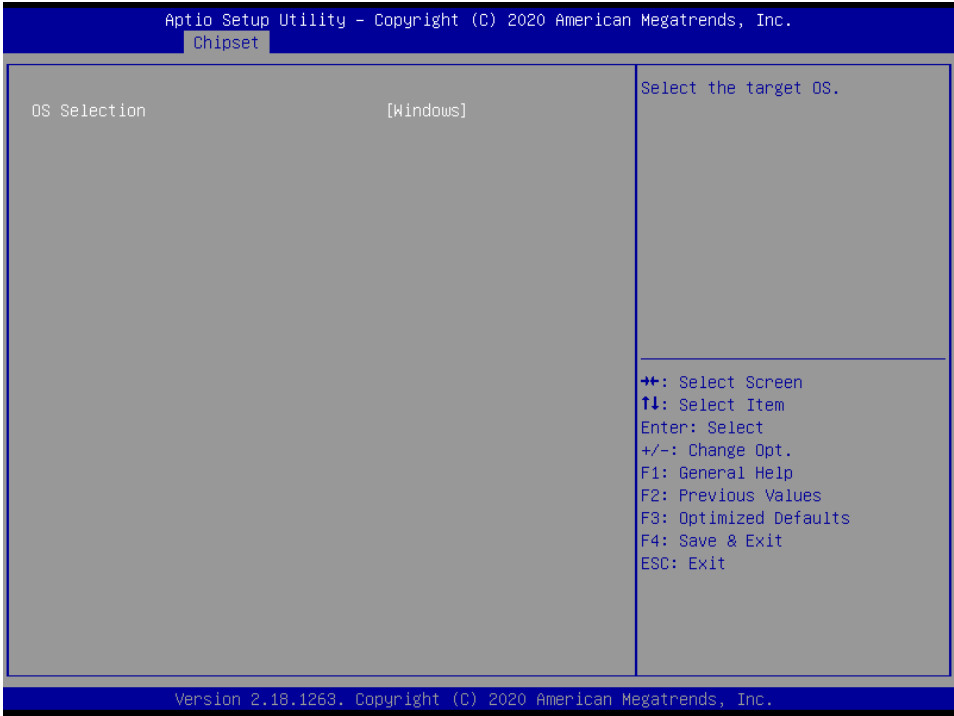 Aptio Setup Utility – Copyright (C) 2020 American Megatrends, Inc.
Chipset
OS Selection [Windows]
Select the target OS.
→←: Select Screen
↑↓: Select Item
Enter: Select
+/-: Change Opt.
F1: General Help
F2: Previous Values
F3: Optimized Defaults
F4: Save & Exit
ESC: Exit
Version 2.18.1263. Copyright (C) 2020 American Megatrends, Inc.